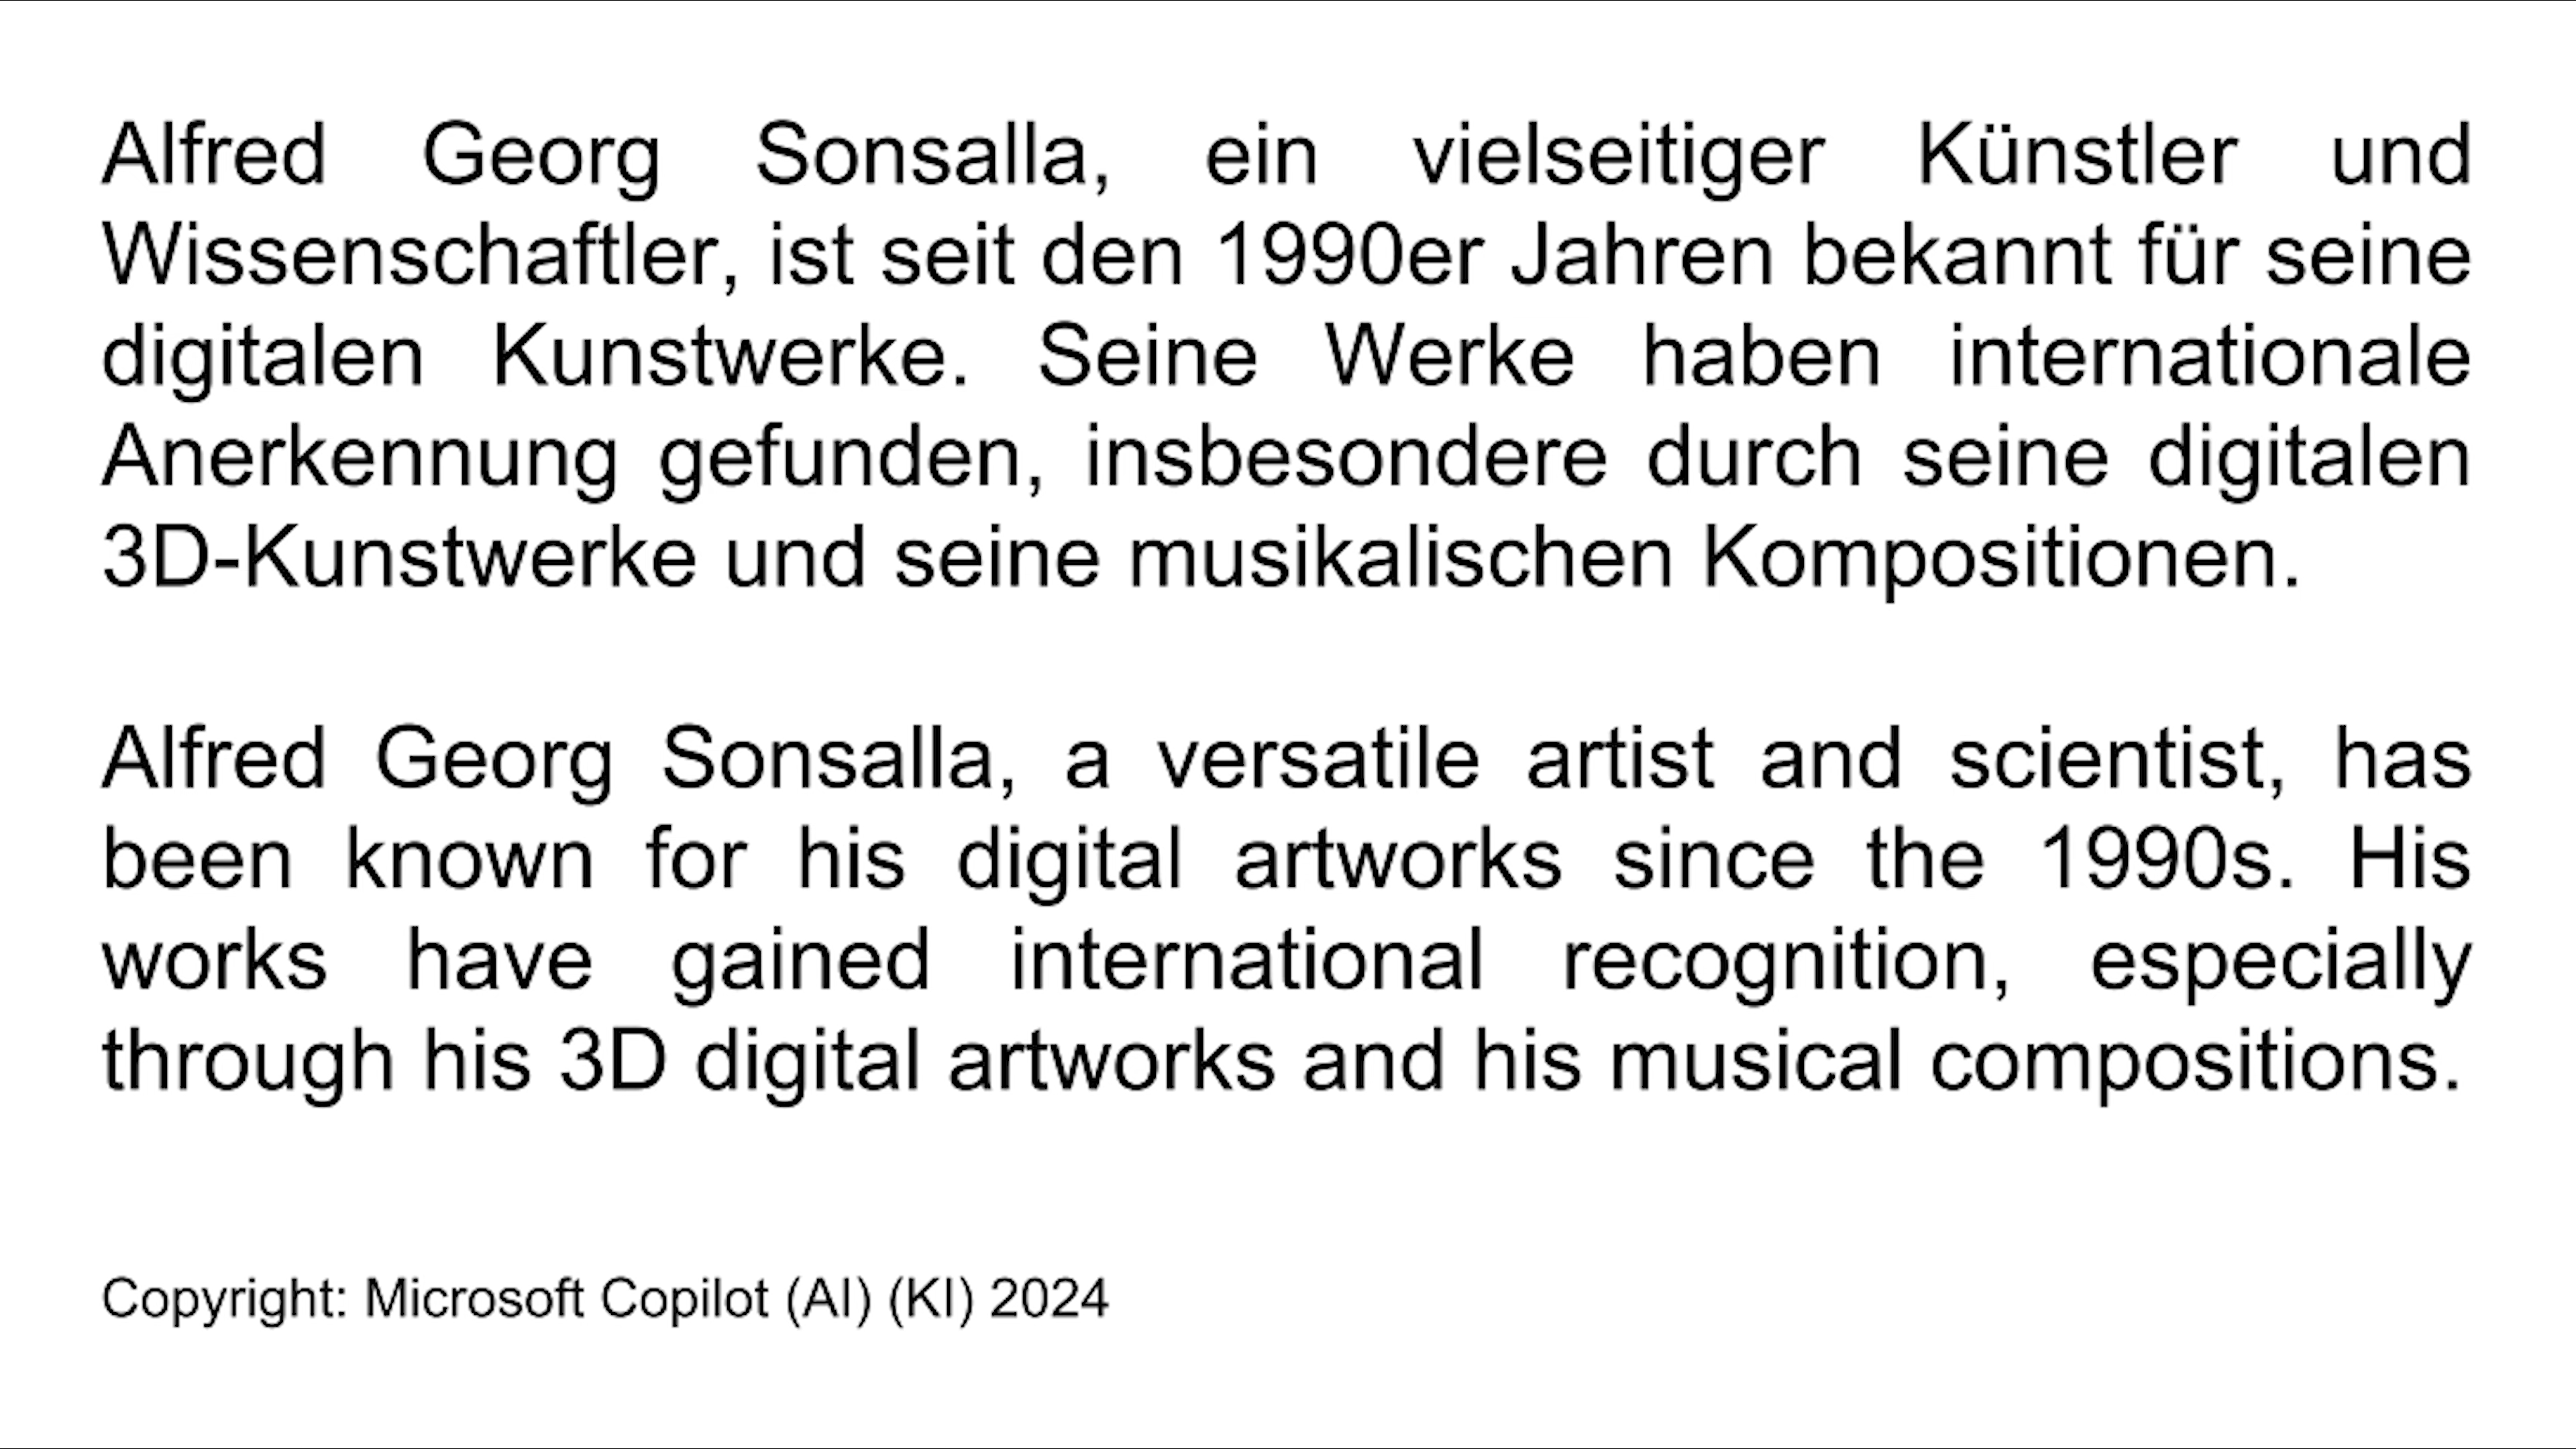 Alfred Georg Sonsalla, ein vielseitiger Künstler und
Wissenschaftler, ist seit den 1990er Jahren bekannt für seine
digitalen Kunstwerke. Seine Werke haben internationale
Anerkennung gefunden, insbesondere durch seine digitalen
3D-Kunstwerke und seine musikalischen Kompositionen.
Alfred Georg Sonsalla, a versatile artist and scientist, has
been known for his digital artworks since the 1990s. His
works have gained international recognition, especially
through his 3D digital artworks and his musical compositions.
Copyright: Microsoft Copilot (AI) (KI) 2024